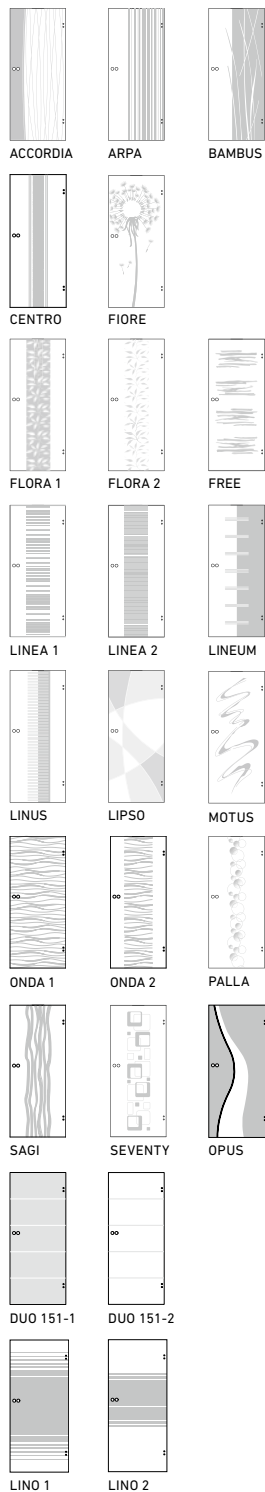 ACCORDIA ARPA BAMBUS
CENTRO FIORE
FLORA 1 FLORA 2 FREE
LINEA 1 LINEA 2 LINEUM
LINUS LIPSO MOTUS
ONDA 1 ONDA 2 PALLA
SAGI SEVENTY OPUS
DUO 151-1 DUO 151-2
LINO 1 LINO 2